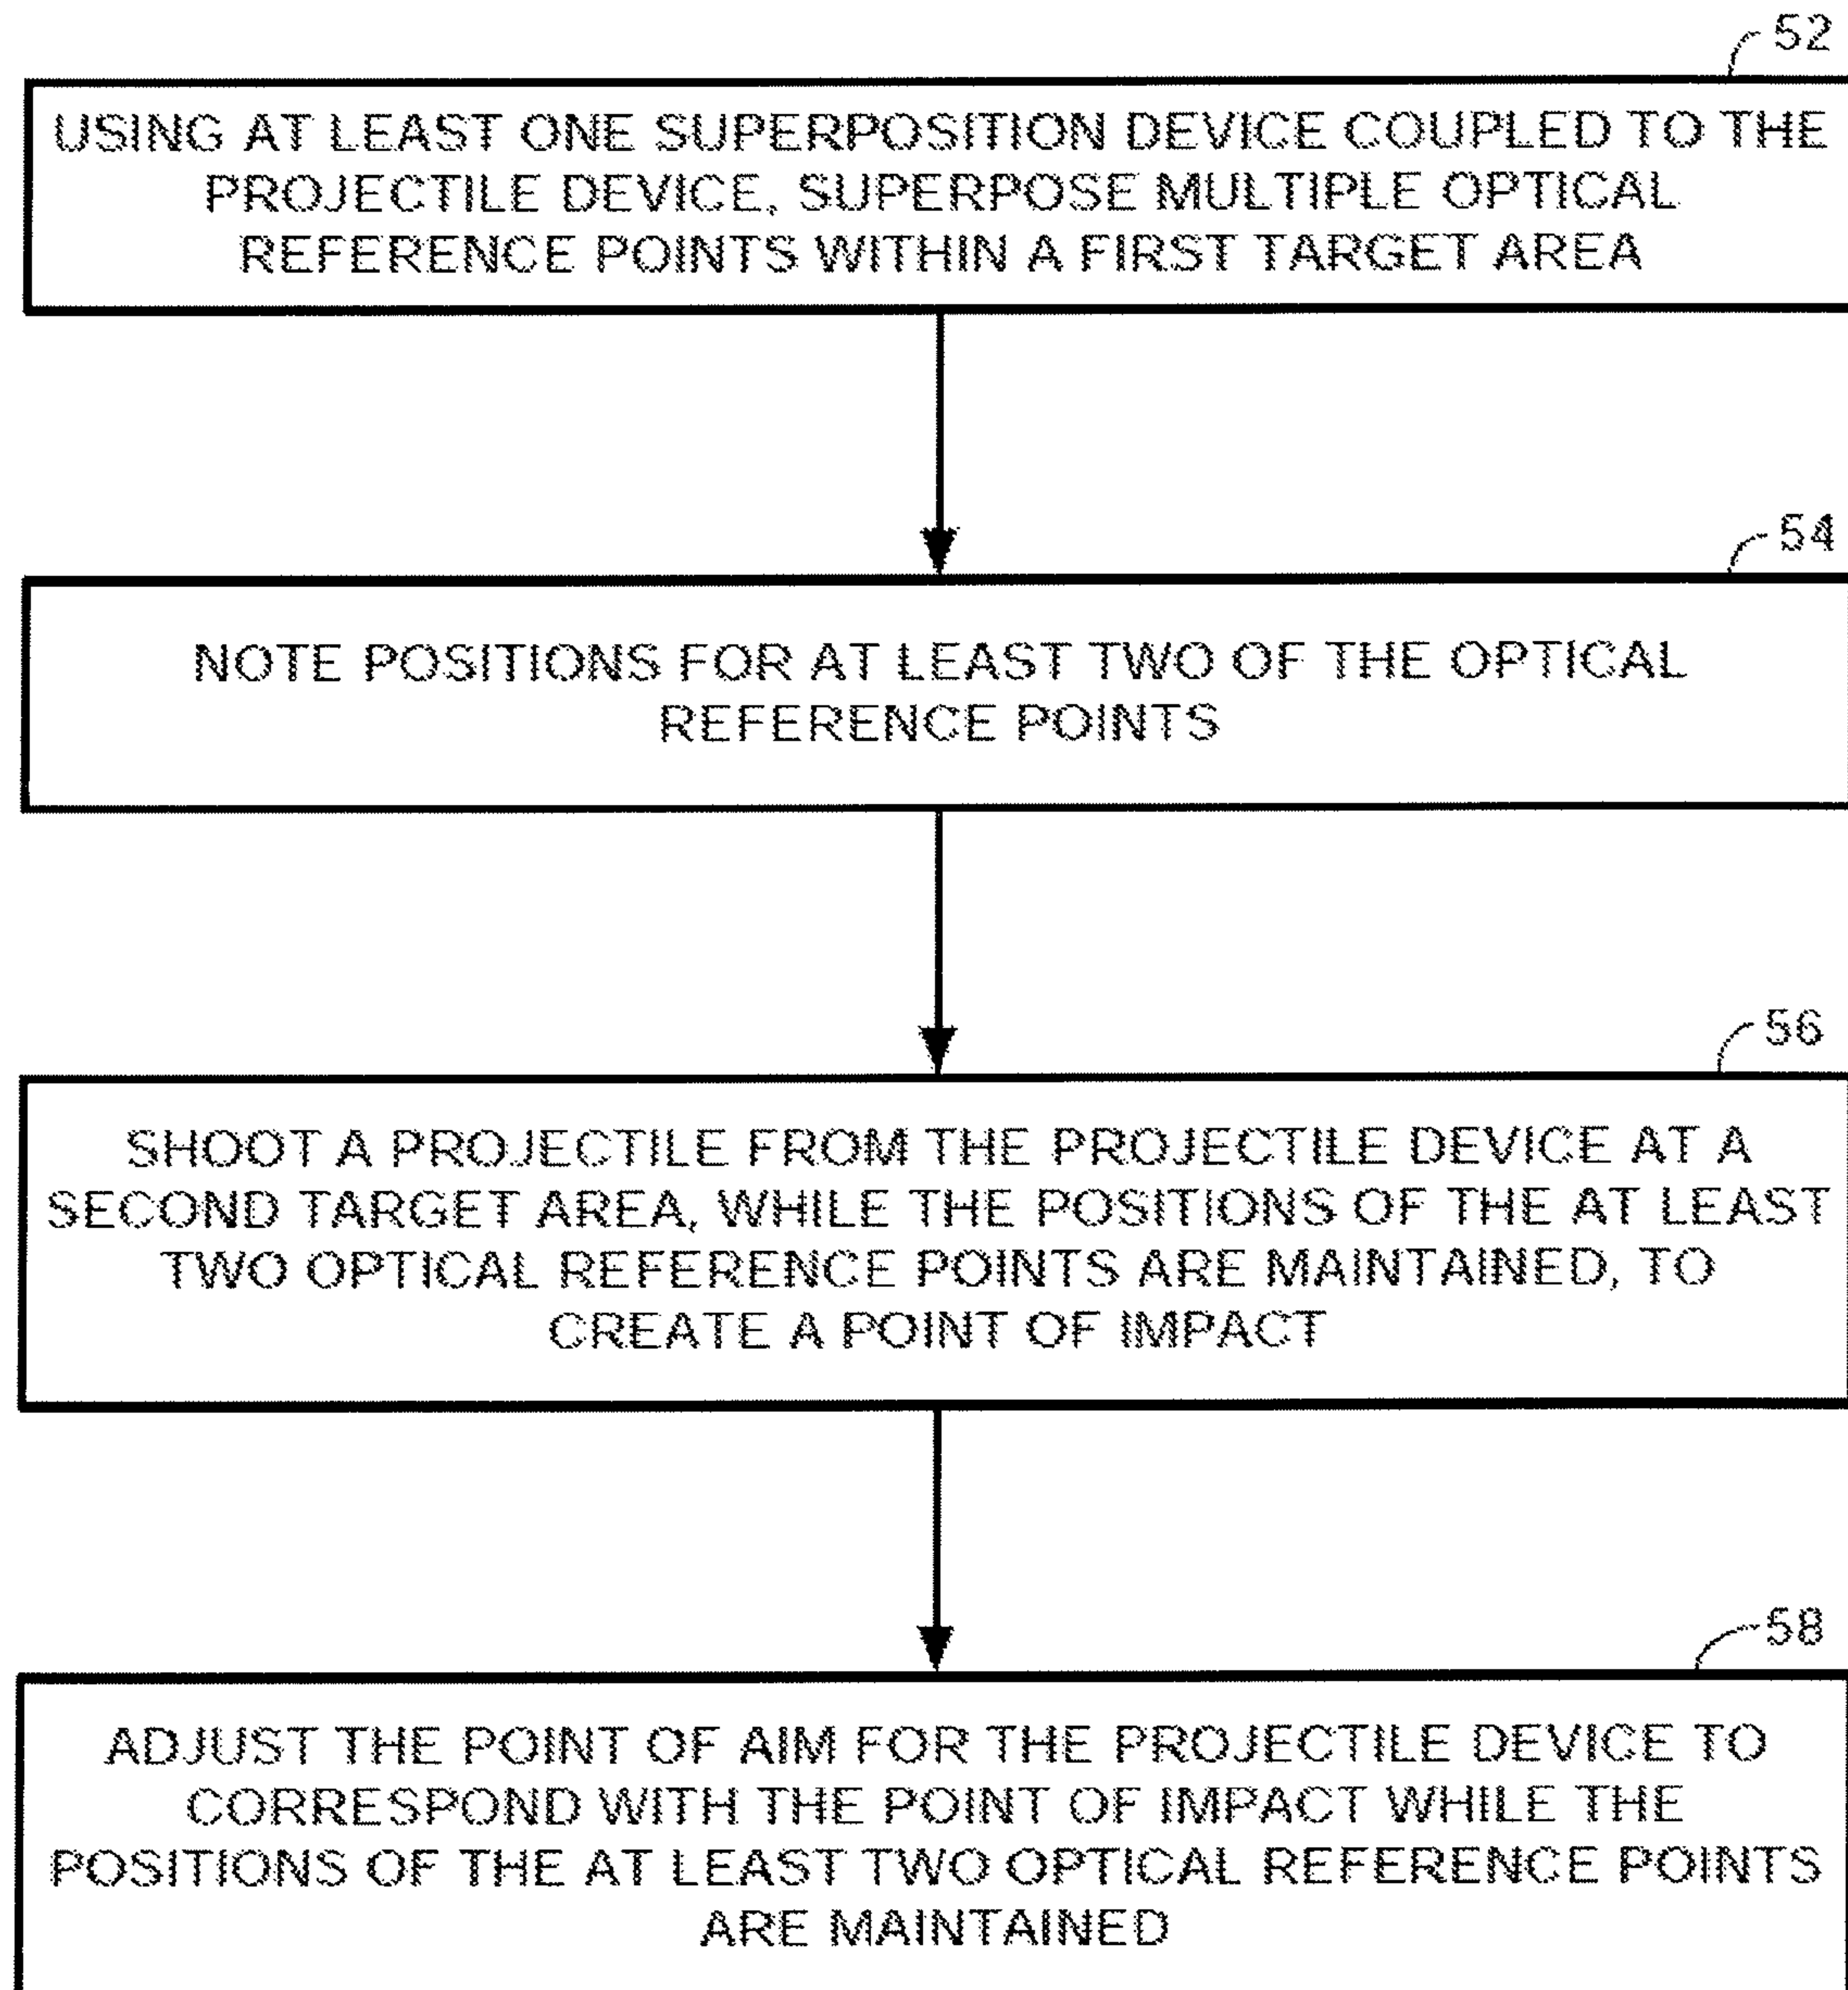 52
USING AT LEAST ONE SUPERPOSITION DEVICE COUPLED TO THE
PROJECTILE DEVICE, SUPERPOSE MULTIPLE OPTICAL
REFERENCE POINTS WITHIN A FIRST TARGET AREA
54
NOTE POSITIONS FOR AT LEAST TWO OF THE OPTICAL
REFERENCE POINTS
56
SHOOT A PROJECTILE FROM THE PROJECTILE DEVICE AT A
SECOND TARGET AREA, WHILE THE POSITIONS OF THE AT LEAST
TWO OPTICAL REFERENCE POINTS ARE MAINTAINED, TO
CREATE A POINT OF IMPACT
58
ADJUST THE POINT OF AIM FOR THE PROJECTILE DEVICE TO
CORRESPOND WITH THE POINT OF IMPACT WHILE THE
POSITIONS OF THE AT LEAST TWO OPTICAL REFERENCE POINTS
ARE MAINTAINED